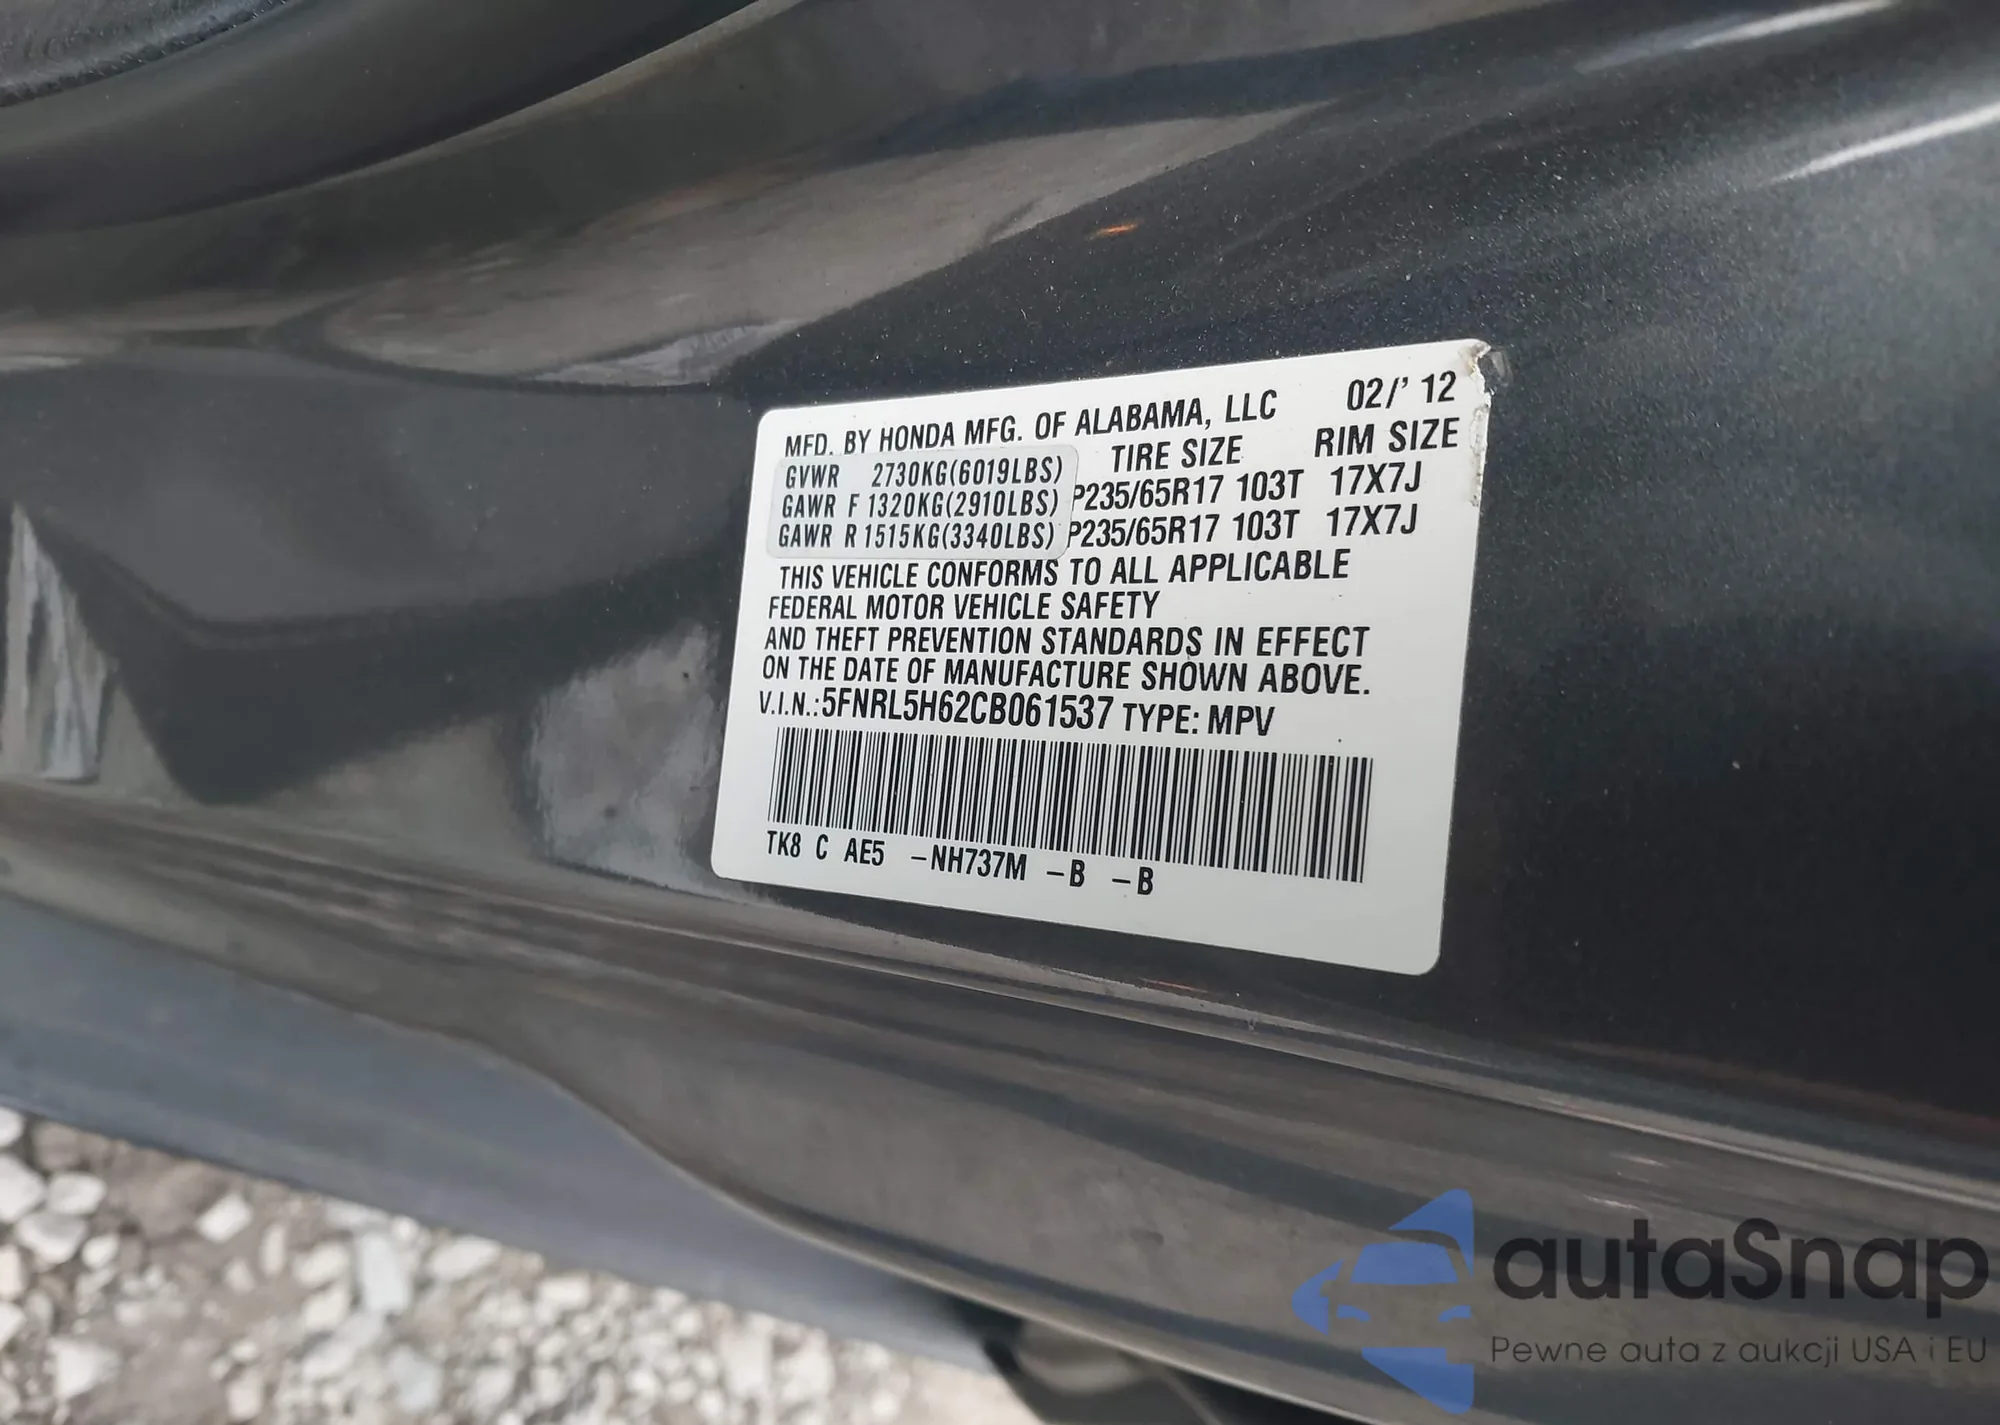 MFD. BY HONDA MFG. OF ALABAMA, LLC 02/' 12
TIRE SIZE RIM SIZE
GVWR 2730KG(6019LBS)
GAWR F 1320KG(2910LBS) P235/65R17 103T 17X7J
GAWR R 1515KG(3340LBS) P235/65R17 103T 17X7J
THIS VEHICLE CONFORMS TO ALL APPLICABLE
FEDERAL MOTOR VEHICLE SAFETY
AND THEFT PREVENTION STANDARDS IN EFFECT
ON THE DATE OF MANUFACTURE SHOWN ABOVE.
V.I.N.: 5FNRL5H62CB061537 TYPE: MPV
TK8 C AE5 -NH737M -B -B
autaSnap
Pewne auta z aukcji USA i EU